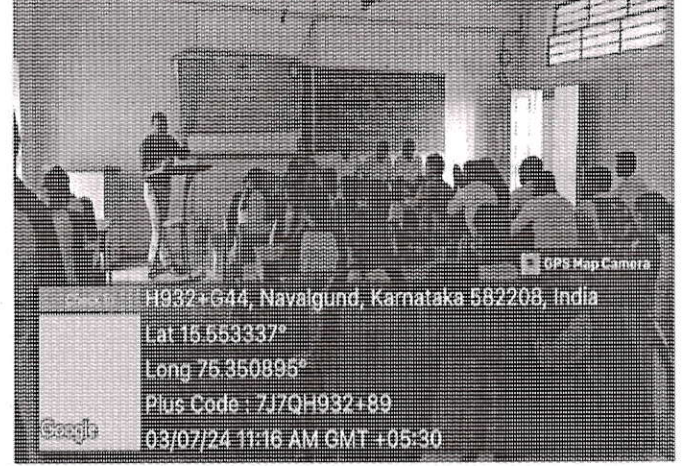 GPS Map Camera
H932+G44, Navalgund, Karnataka 582208, India
Lat 15.553337°
Long 75.350895°
Plus Code : 7J7QH932+89
03/07/24 11:16 AM GMT +05:30
Google